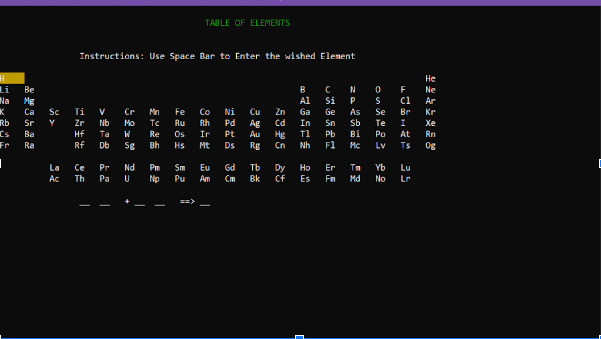 TABLE OF ELEMENTS
Instructions: Use Space Bar to Enter the wished Element
H He
Li Be B C N O F Ne
Na Mg Al Si P S Cl Ar
K Ca Sc Ti V Cr Mn Fe Co Ni Cu Zn Ga Ge As Se Br Kr
Rb Sr Y Zr Nb Mo Tc Ru Rh Pd Ag Cd In Sn Sb Te I Xe
Cs Ba Hf Ta W Re Os Ir Pt Au Hg Tl Pb Bi Po At Rn
Fr Ra Rf Db Sg Bh Hs Mt Ds Rg Cn Nh Fl Mc Lv Ts Og
La Ce Pr Nd Pm Sm Eu Gd Tb Dy Ho Er Tm Yb Lu
Ac Th Pa U Np Pu Am Cm Bk Cf Es Fm Md No Lr
__ __ + __ __ ==> __